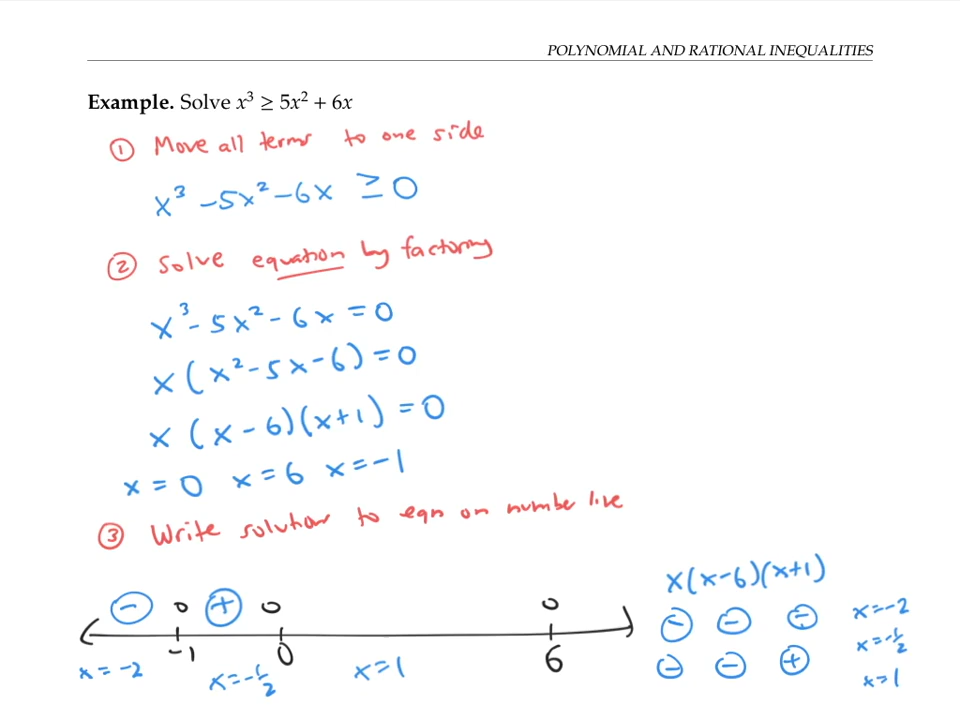 POLYNOMIAL AND RATIONAL INEQUALITIES
Example. Solve x³ ≥ 5x² + 6x
① Move all terms to one side
x³ - 5x² - 6x ≥ 0
② Solve equation by factoring
x³ - 5x² - 6x = 0
x (x² - 5x - 6) = 0
x (x - 6)(x + 1) = 0
x = 0 x = 6 x = -1
③ Write solutions to eqn on number line
x(x-6)(x+1)
⊖ 0 ⊕ 0 0
⊖ ⊖ ⊖ x=-2
-1 0 6
x=-1/2
⊖ ⊖ ⊕
x = -2 x=-1/2 x=1
x=1